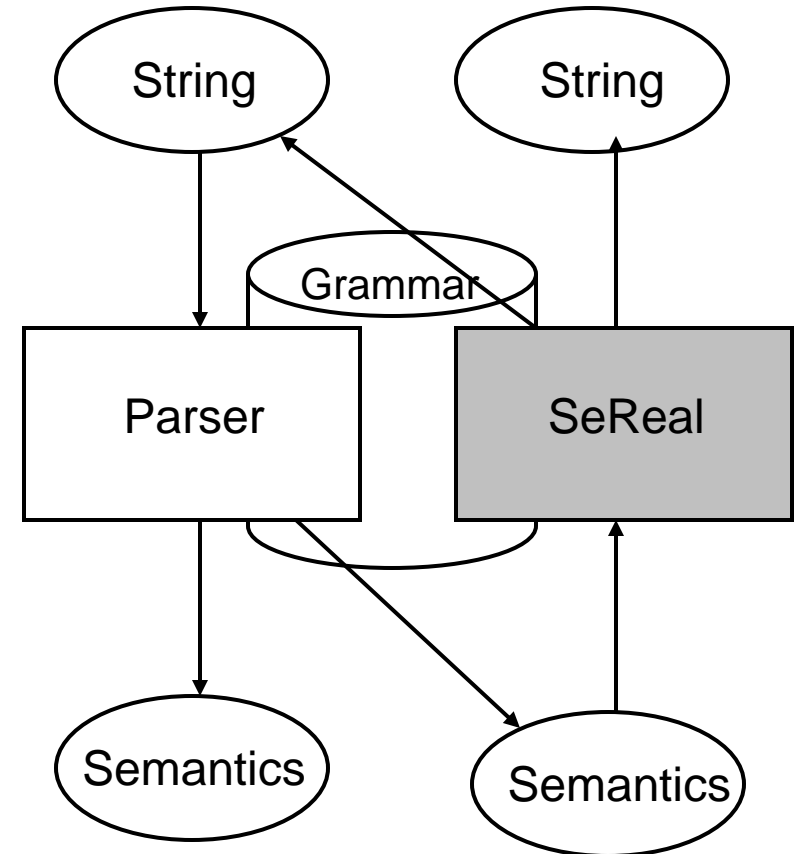 String
String
Grammar
Parser
SeReal
Semantics
Semantics